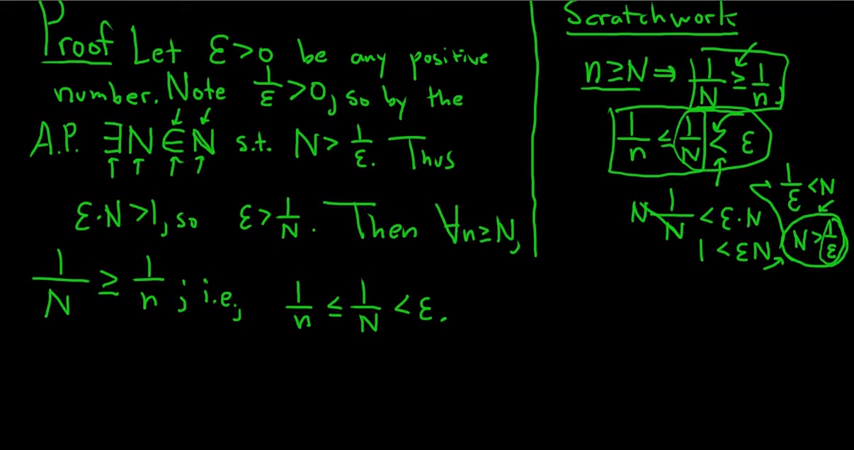 Proof Let ε>0 be any positive
number. Note 1/ε >0, so by the
A.P. ∃N∈ℕ s.t. N> 1/ε. Thus
ε·N>1, so ε> 1/N. Then ∀n≥N,
1/N ≥ 1/n ; i.e, 1/n ≤ 1/N < ε.
Scratchwork
n≥N ⇒ 1/N ≥ 1/n,
1/n ≤ 1/N < ε
1/ε < N
N 1/N < ε·N
N> 1/ε
1 < εN